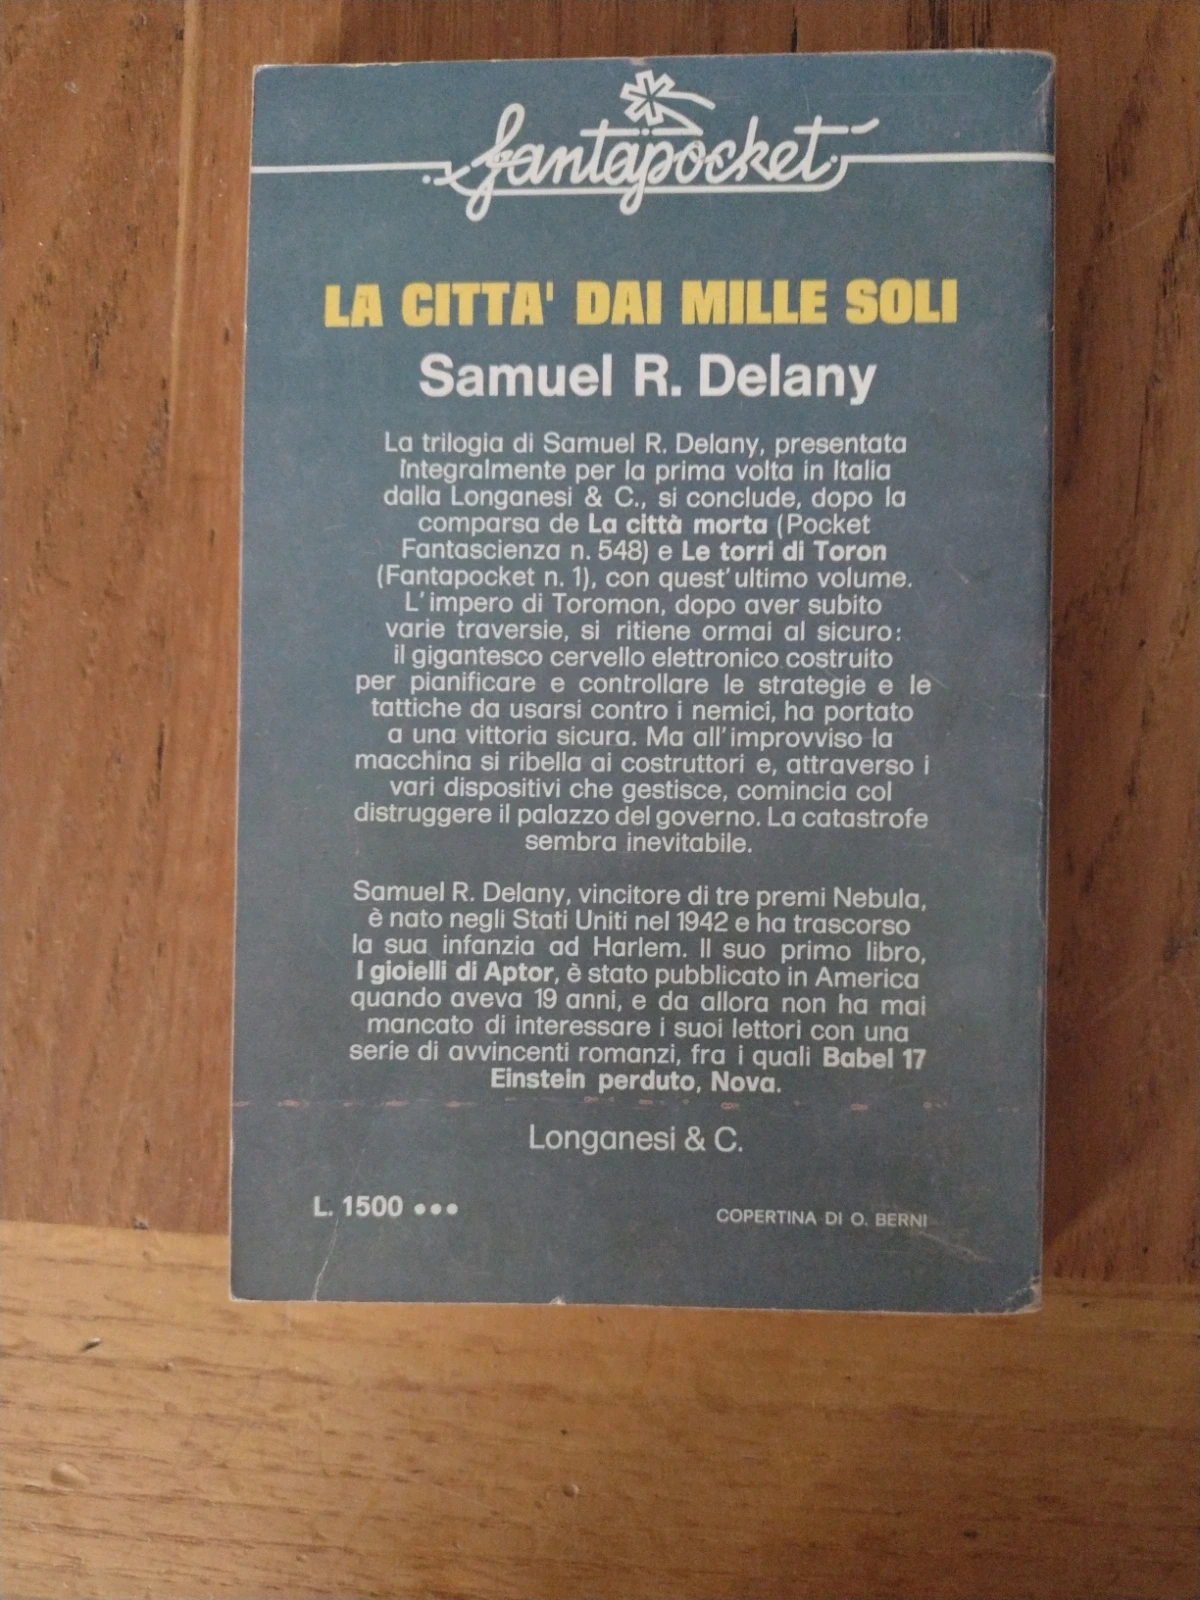 fantapocket
LA CITTA' DAI MILLE SOLI
Samuel R. Delany
La trilogia di Samuel R. Delany, presentata
integralmente per la prima volta in Italia
dalla Longanesi & C., si conclude, dopo la
comparsa de La città morta (Pocket
Fantascienza n. 548) e Le torri di Toron
(Fantapocket n. 1), con quest'ultimo volume.
L'impero di Toromon, dopo aver subito
varie traversie, si ritiene ormai al sicuro:
il gigantesco cervello elettronico costruito
per pianificare e controllare le strategie e le
tattiche da usarsi contro i nemici, ha portato
a una vittoria sicura. Ma all'improvviso la
macchina si ribella ai costruttori e, attraverso i
vari dispositivi che gestisce, comincia col
distruggere il palazzo del governo. La catastrofe
sembra inevitabile.
Samuel R. Delany, vincitore di tre premi Nebula,
è nato negli Stati Uniti nel 1942 e ha trascorso
la sua infanzia ad Harlem. Il suo primo libro,
I gioielli di Aptor, è stato pubblicato in America
quando aveva 19 anni, e da allora non ha mai
mancato di interessare i suoi lettori con una
serie di avvincenti romanzi, fra i quali Babel 17
Einstein perduto, Nova.
Longanesi & C.
L. 1500 •••
COPERTINA DI O. BERNI